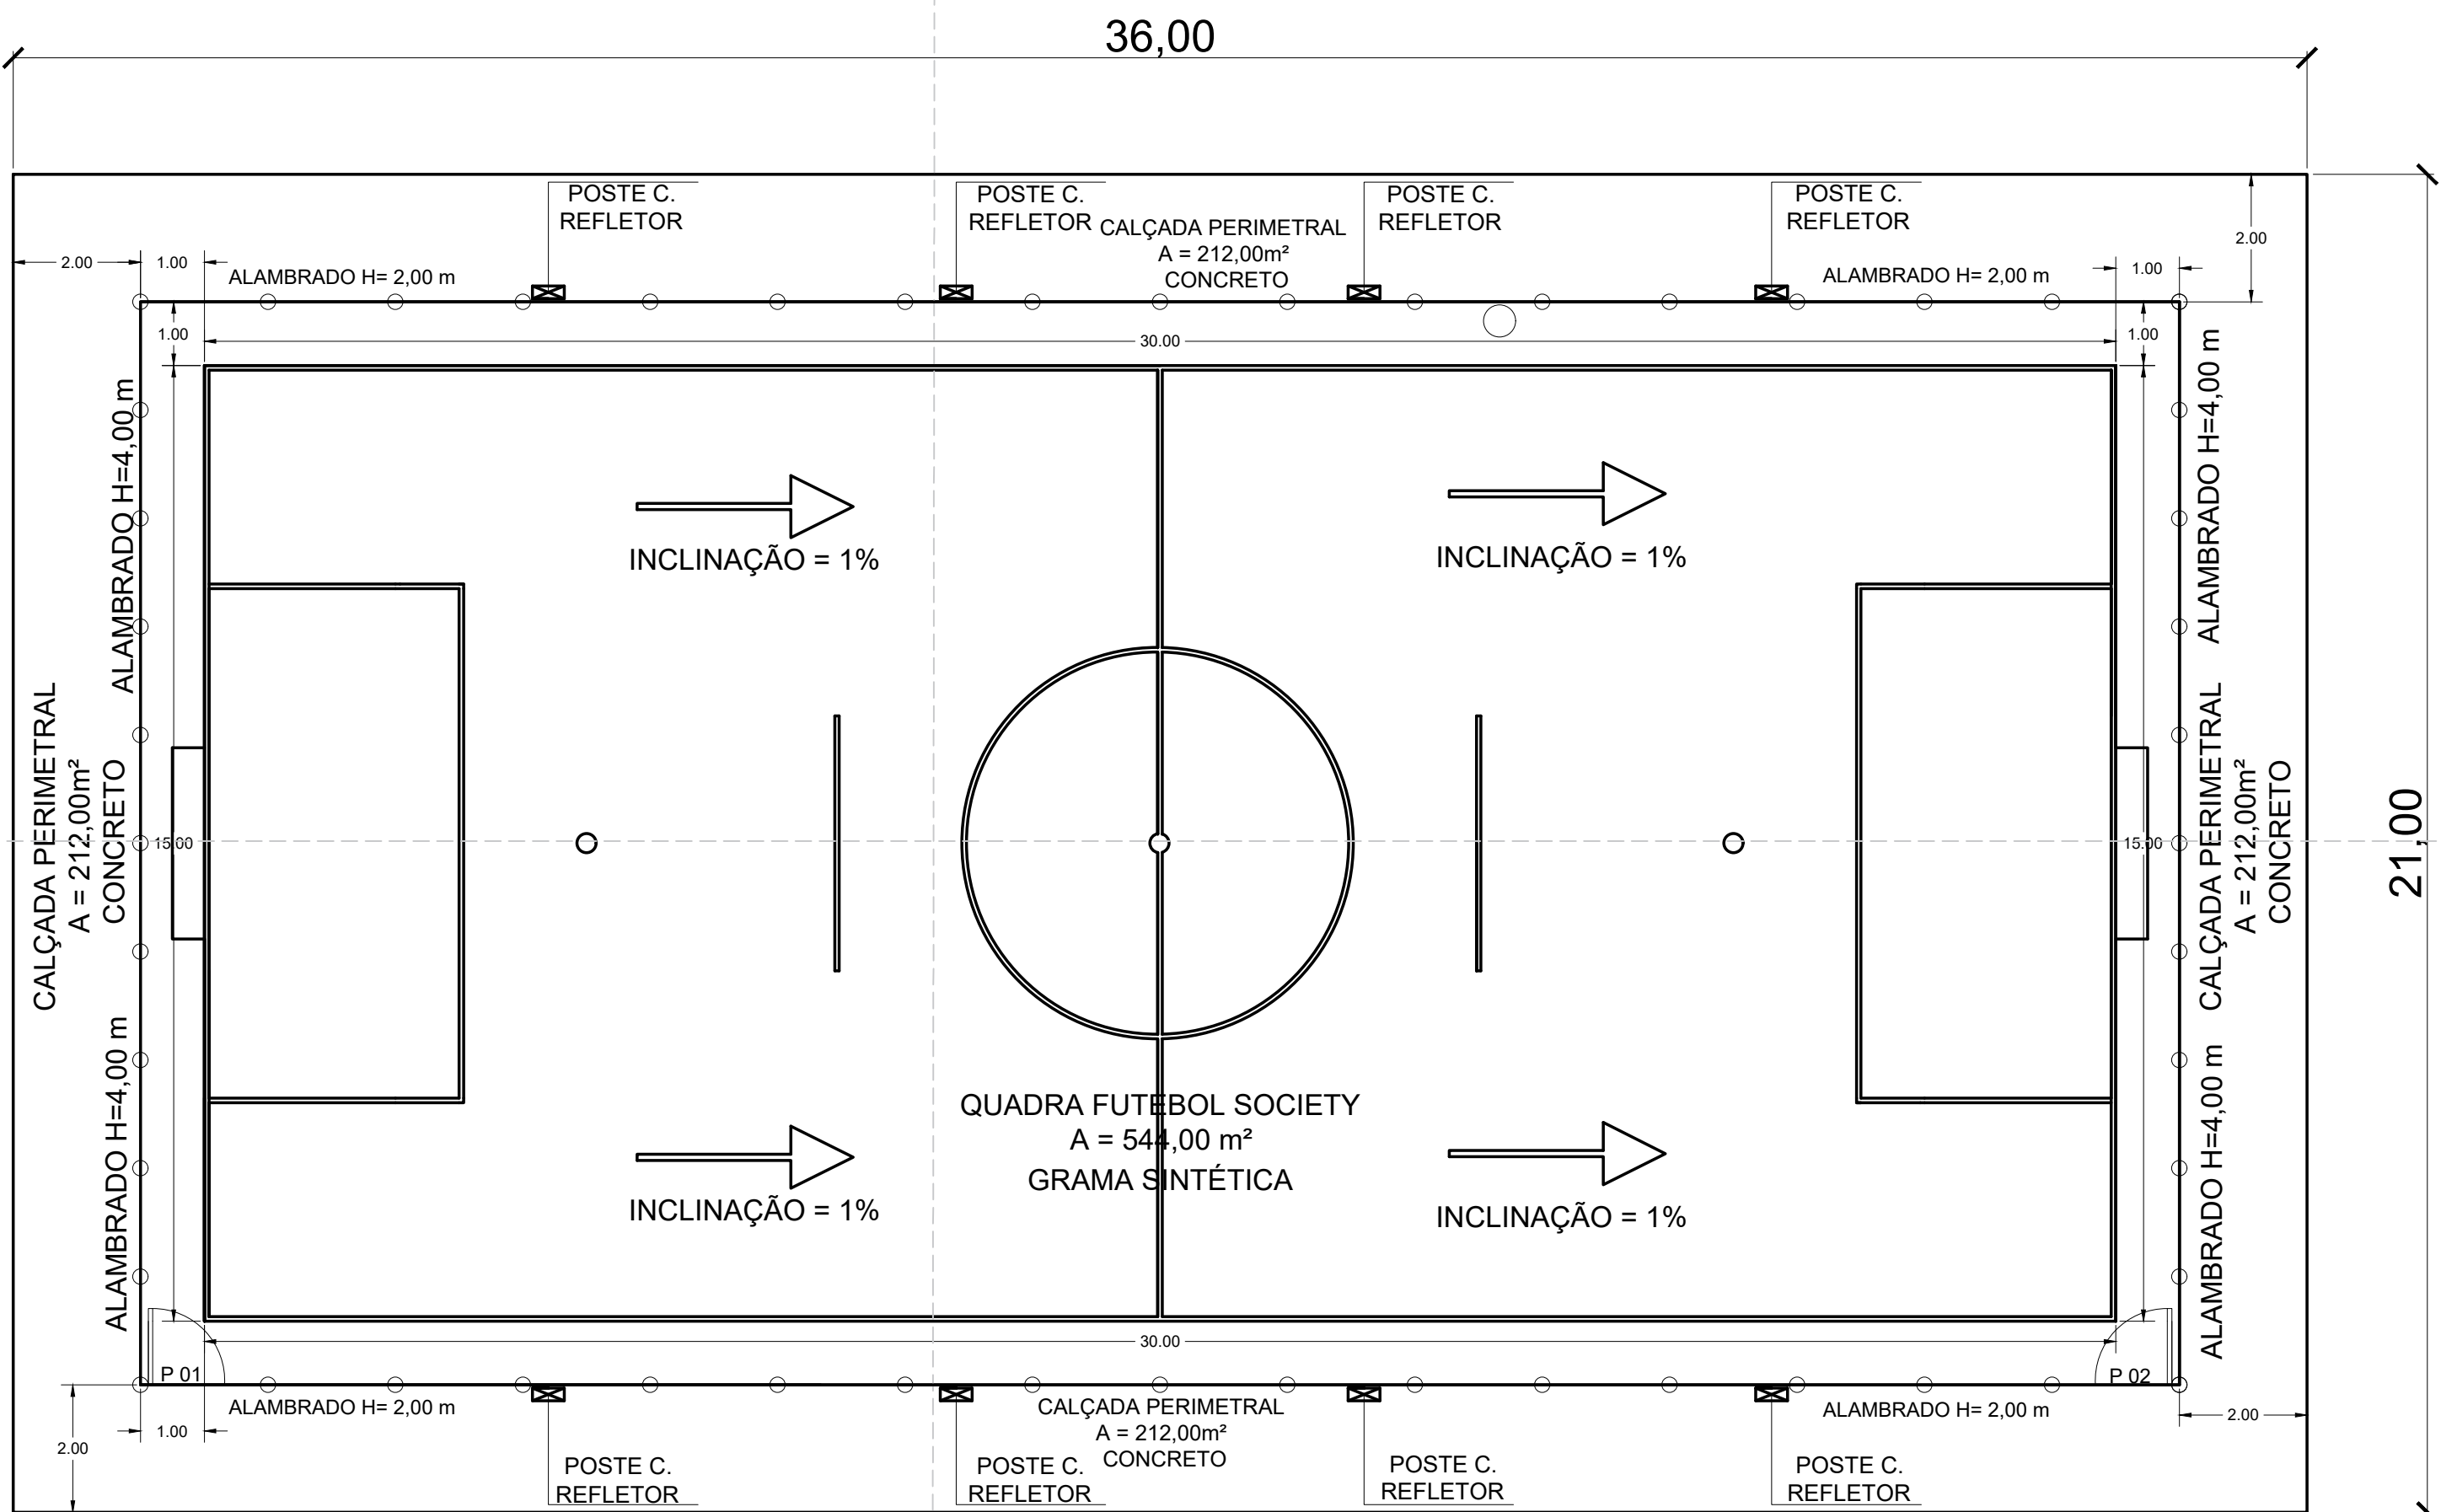 36,00
POSTE C.
REFLETOR
POSTE C.
REFLETOR
POSTE C.
REFLETOR
POSTE C.
REFLETOR
CALÇADA PERIMETRAL
A = 212,00m²
CONCRETO
2.00
2.00
1.00
ALAMBRADO H= 2,00 m
ALAMBRADO H= 2,00 m
1.00
1.00
30.00
1.00
ALAMBRADO H=4,00 m
ALAMBRADO H=4,00 m
INCLINAÇÃO = 1%
INCLINAÇÃO = 1%
CALÇADA PERIMETRAL
A = 212,00m²
CONCRETO
15.00
15.00
CALÇADA PERIMETRAL
A = 212,00m²
CONCRETO
21,00
ALAMBRADO H=4,00 m
ALAMBRADO H=4,00 m
QUADRA FUTEBOL SOCIETY
A = 544,00 m²
GRAMA SINTÉTICA
INCLINAÇÃO = 1%
INCLINAÇÃO = 1%
30.00
P 01
P 02
ALAMBRADO H= 2,00 m
CALÇADA PERIMETRAL
A = 212,00m²
CONCRETO
ALAMBRADO H= 2,00 m
1.00
2.00
2.00
POSTE C.
REFLETOR
POSTE C.
REFLETOR
POSTE C.
REFLETOR
POSTE C.
REFLETOR